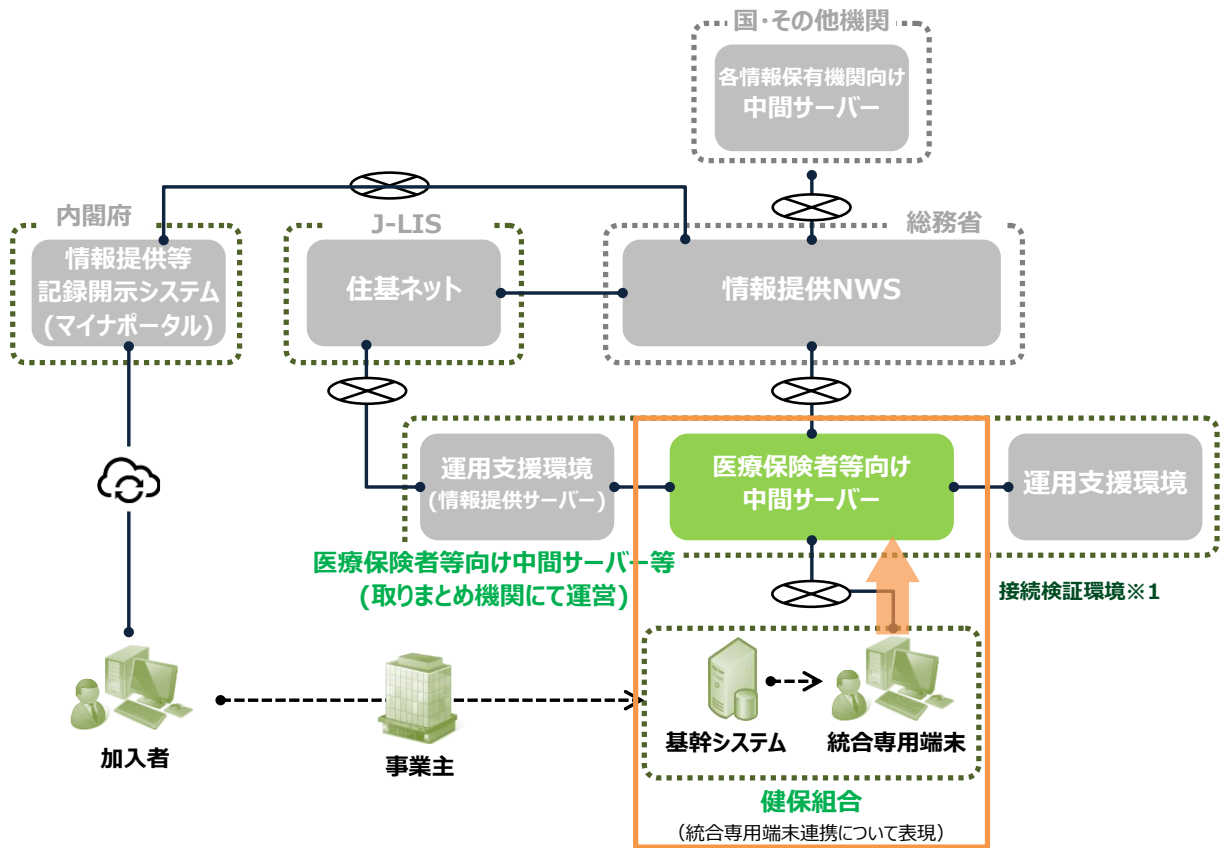 国・その他機関
各情報保有機関向け
中間サーバー
内閣府
J-LIS
総務省
情報提供等
記録開示システム
(マイナポータル)
住基ネット
情報提供NWS
運用支援環境
(情報提供サーバー)
医療保険者等向け
中間サーバー
運用支援環境
医療保険者等向け中間サーバー等
(取りまとめ機関にて運営)
接続検証環境※1
加入者
事業主
基幹システム
統合専用端末
健保組合
（統合専用端末連携について表現）